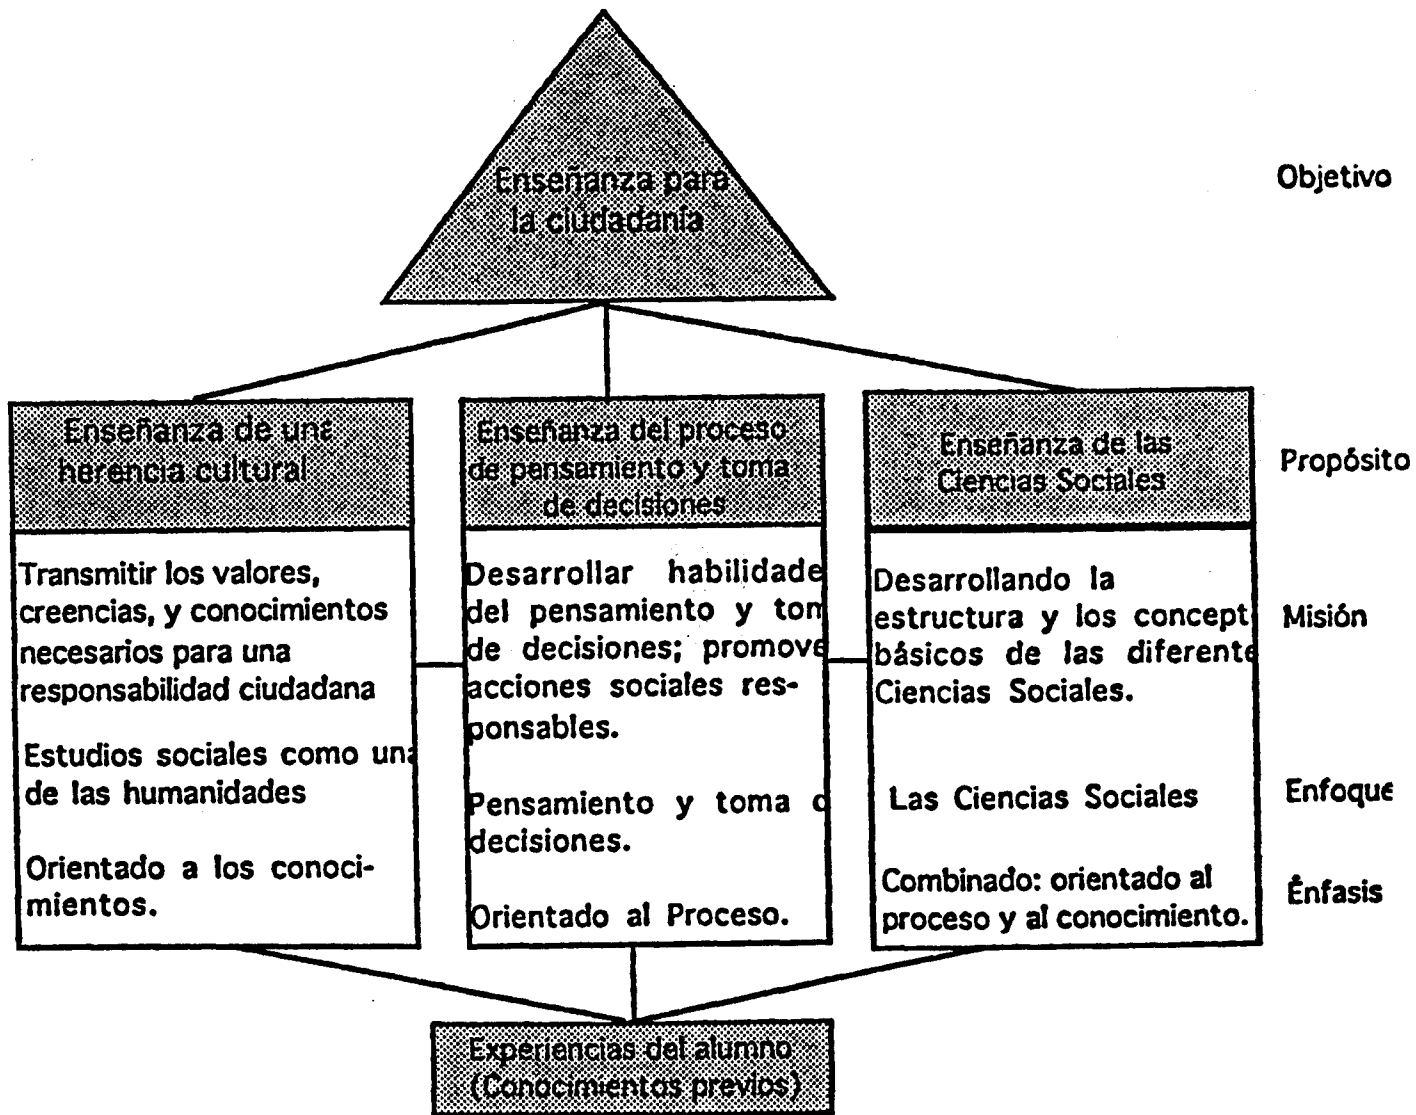 Enseñanza para
la ciudadanía
Objetivo
Enseñanza de una
herencia cultural
Enseñanza del proceso
de pensamiento y toma
de decisiones
Enseñanza de las
Ciencias Sociales
Propósito
Transmitir los valores,
creencias, y conocimientos
necesarios para una
responsabilidad ciudadana
Estudios sociales como una
de las humanidades
Orientado a los conoci-
mientos.
Desarrollar habilidade
del pensamiento y tom
de decisiones; promove
acciones sociales res-
ponsables.
Pensamiento y toma d
decisiones.
Orientado al Proceso.
Desarrollando la
estructura y los concept
básicos de las diferente
Ciencias Sociales.
Las Ciencias Sociales
Combinado: orientado al
proceso y al conocimiento.
Misión
Enfoque
Énfasis
Experiencias del alumno
(Conocimientos previos)